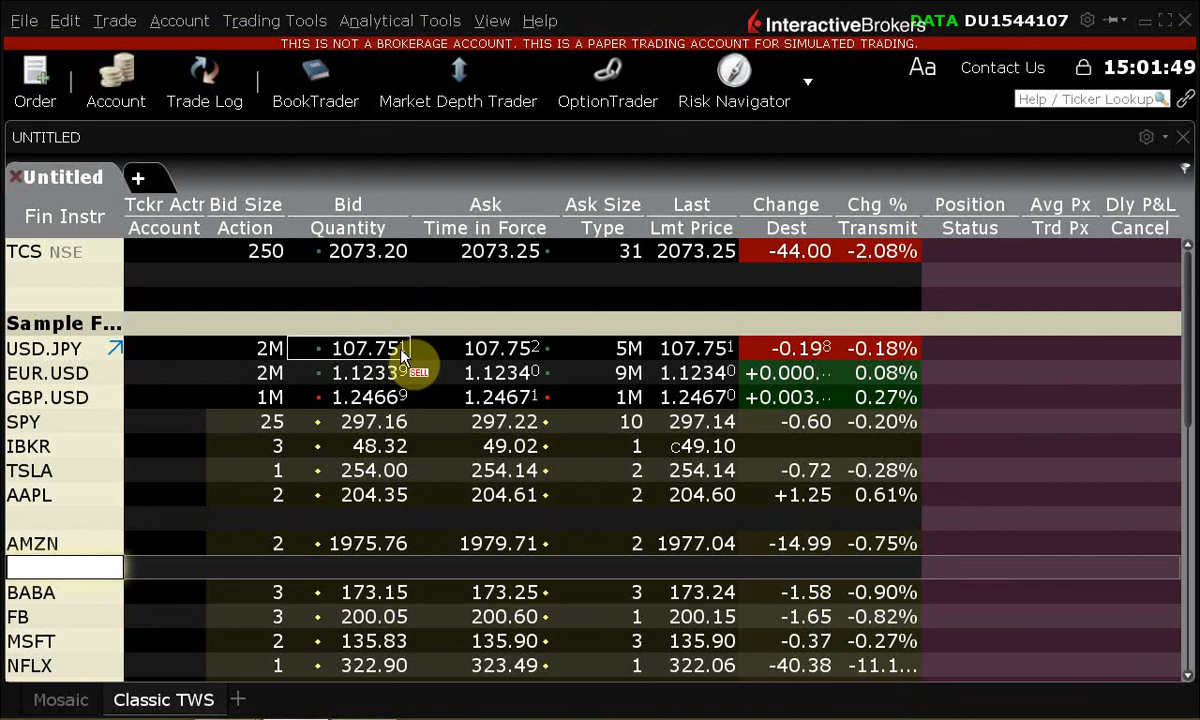 File Edit Trade Account Trading Tools Analytical Tools View Help InteractiveBrokers DATA DU1544107
THIS IS NOT A BROKERAGE ACCOUNT. THIS IS A PAPER TRADING ACCOUNT FOR SIMULATED TRADING.
Order Account Trade Log BookTrader Market Depth Trader OptionTrader Risk Navigator Aa Contact Us 15:01:49
Help / Ticker Lookup
UNTITLED
Untitled +
Fin Instr Tckr Actr Bid Size Bid Ask Ask Size Last Change Chg % Position Avg Px Dly P&L
Account Action Quantity Time in Force Type Lmt Price Dest Transmit Status Trd Px Cancel
TCS NSE 250 2073.20 2073.25 31 2073.25 -44.00 -2.08%
Sample F...
USD.JPY 2M 107.75¹ 107.75² 5M 107.75¹ -0.19⁸ -0.18%
EUR.USD 2M 1.1233⁹ 1.1234⁰ 9M 1.1234⁰ +0.000... 0.08%
SELL
GBP.USD 1M 1.2466⁹ 1.2467¹ 1M 1.2467⁰ +0.003... 0.27%
SPY 25 297.16 297.22 10 297.14 -0.60 -0.20%
IBKR 3 48.32 49.02 1 C49.10
TSLA 1 254.00 254.14 2 254.14 -0.72 -0.28%
AAPL 2 204.35 204.61 2 204.60 +1.25 0.61%
AMZN 2 1975.76 1979.71 2 1977.04 -14.99 -0.75%
BABA 3 173.15 173.25 3 173.24 -1.58 -0.90%
FB 3 200.05 200.60 1 200.15 -1.65 -0.82%
MSFT 2 135.83 135.90 3 135.90 -0.37 -0.27%
NFLX 1 322.90 323.49 1 322.06 -40.38 -11.1...
Mosaic Classic TWS +